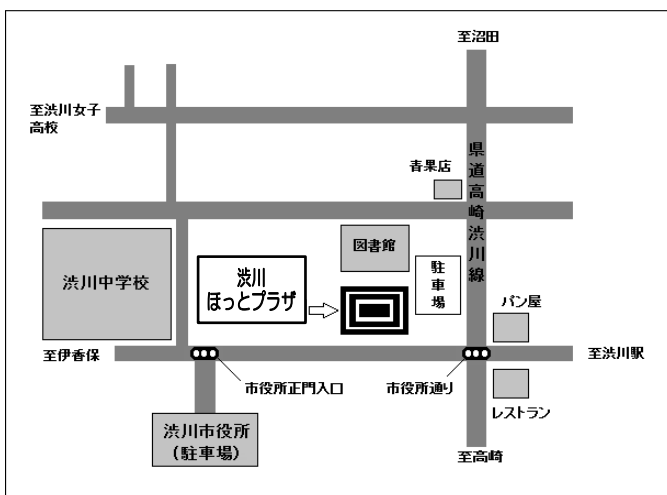 至沼田
至渋川女子
高校
県道高崎渋川線
青果店
図書館
渋川中学校
渋川
ほっとプラザ
駐車場
パン屋
至伊香保
至渋川駅
市役所正門入口
市役所通り
レストラン
渋川市役所
（駐車場）
至高崎